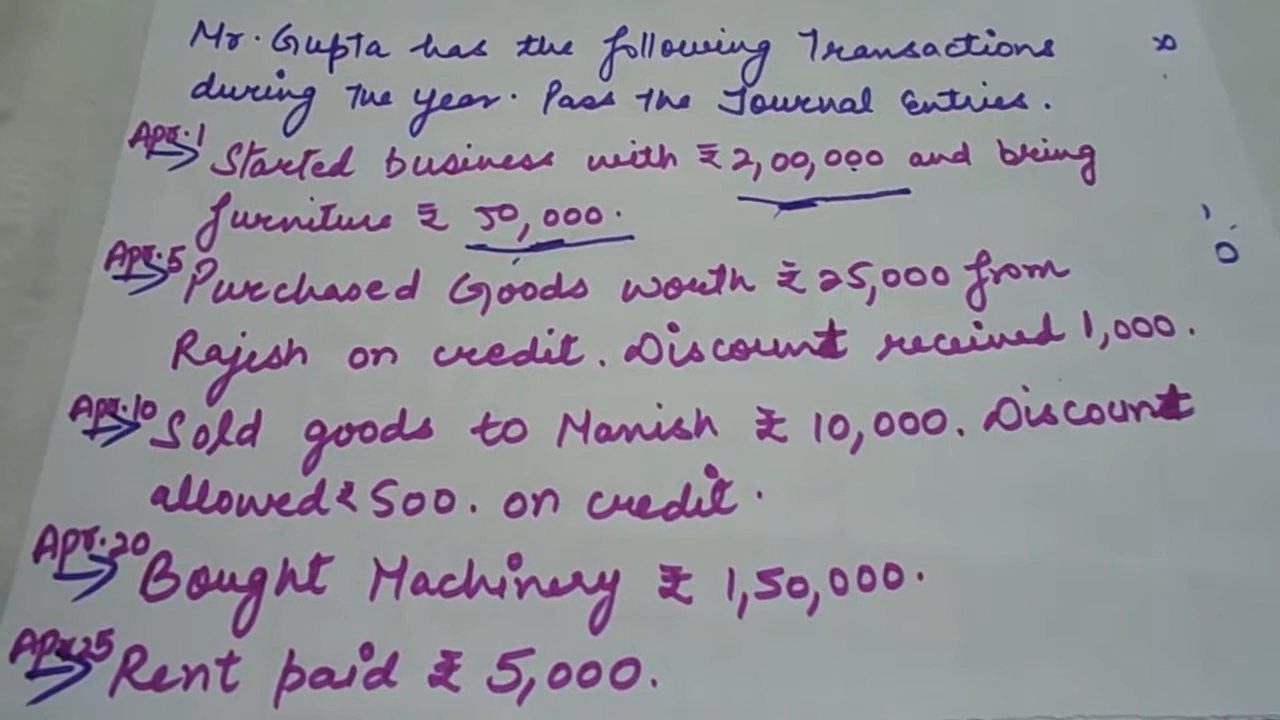 Mr. Gupta has the following Transactions
during the year. Pass the Journal Entries.
Apr. 1
Started business with ₹ 2,00,000 and bring
furniture ₹ 50,000.
Apr. 5
Purchased Goods worth ₹ 25,000 from
Rajesh on credit. Discount received 1,000.
Apr. 10
Sold goods to Manish ₹ 10,000. Discount
allowed ₹ 500. on credit.
Apr. 20
Bought Machinery ₹ 1,50,000.
Apr 25
Rent paid ₹ 5,000.